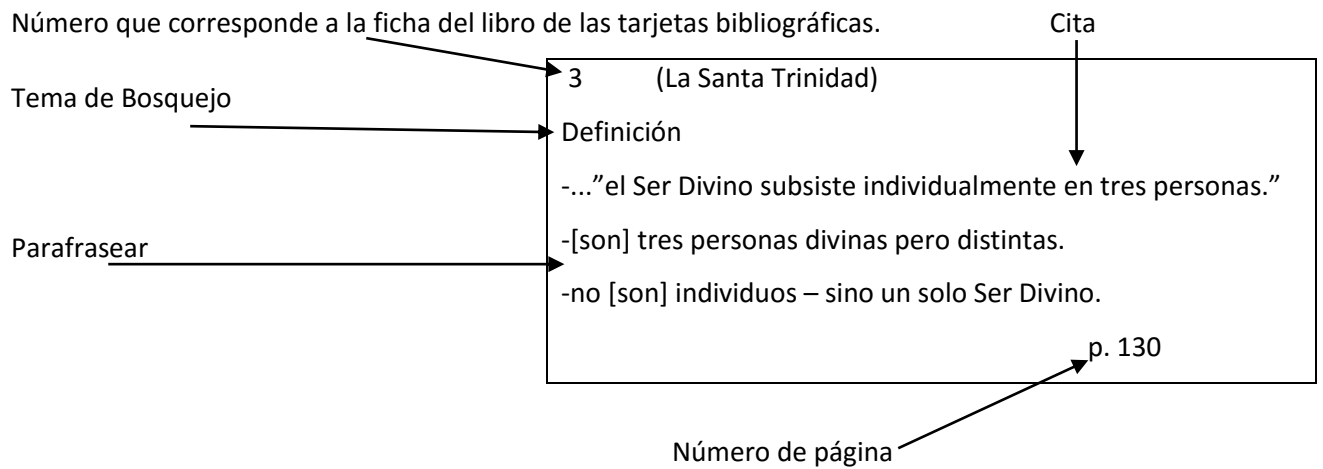 Número que corresponde a la ficha del libro de las tarjetas bibliográficas. Cita
3 (La Santa Trinidad)
Tema de Bosquejo
Definición
-...”el Ser Divino subsiste individualmente en tres personas.”
Parafrasear
-[son] tres personas divinas pero distintas.
-no [son] individuos – sino un solo Ser Divino.
p. 130
Número de página